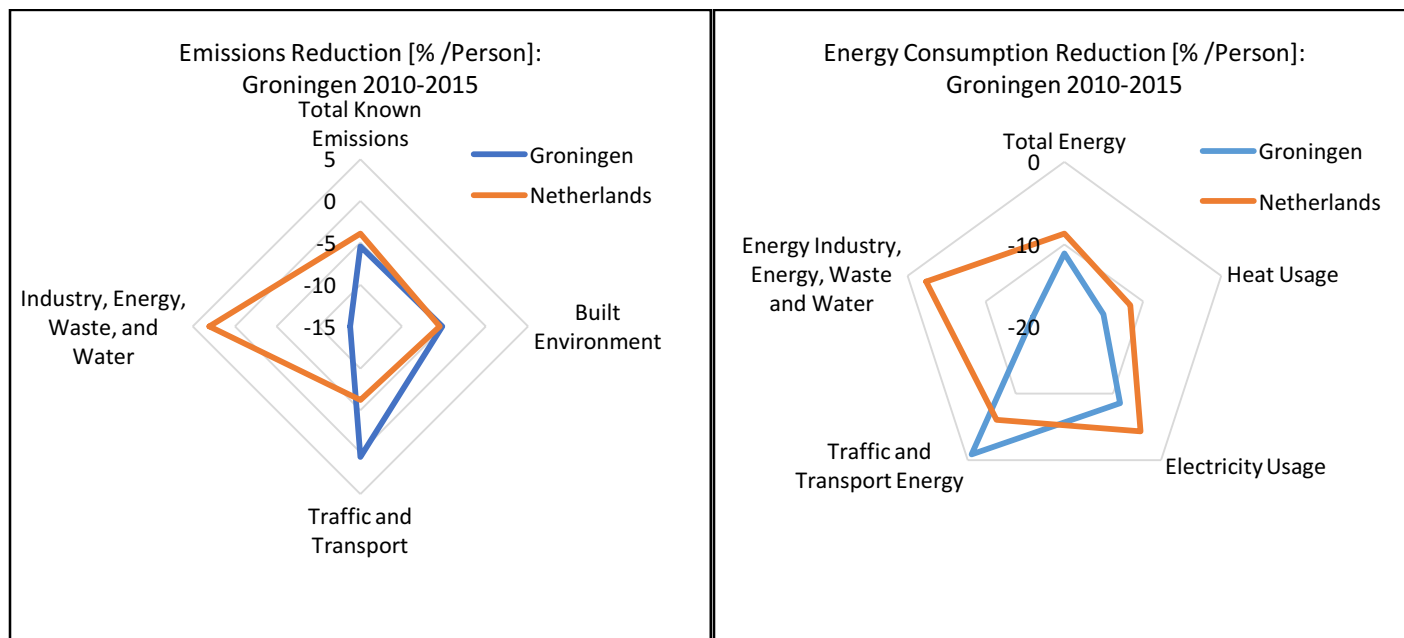 Emissions Reduction [% /Person]:
Groningen 2010-2015
Total Known
Emissions
5
0
-5
-10
-15
Groningen
Netherlands
Industry, Energy,
Waste, and
Water
Built
Environment
Traffic and
Transport
Energy Consumption Reduction [% /Person]:
Groningen 2010-2015
Total Energy
0
-10
-20
Groningen
Netherlands
Energy Industry,
Energy, Waste
and Water
Heat Usage
Traffic and
Transport Energy
Electricity Usage